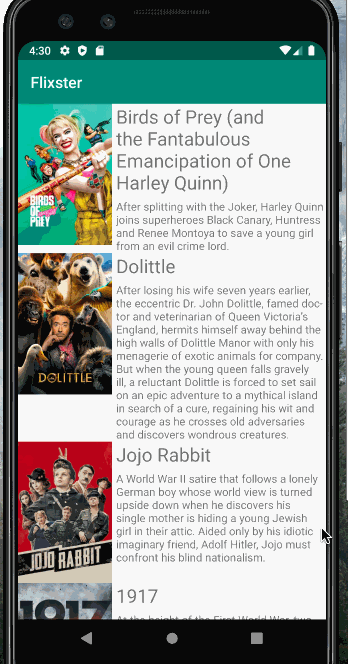 4:30
Flixster
Birds of Prey (and
the Fantabulous
Emancipation of One
Harley Quinn)
After splitting with the Joker, Harley Quinn
joins superheroes Black Canary, Huntress
and Renee Montoya to save a young girl
from an evil crime lord.
BIRDS
OF
PREY
Dolittle
After losing his wife seven years earlier,
the eccentric Dr. John Dolittle, famed doc-
tor and veterinarian of Queen Victoria's
England, hermits himself away behind the
high walls of Dolittle Manor with only his
menagerie of exotic animals for company.
But when the young queen falls gravely
ill, a reluctant Dolittle is forced to set sail
on an epic adventure to a mythical island
in search of a cure, regaining his wit and
courage as he crosses old adversaries
and discovers wondrous creatures.
DOLITTLE
Jojo Rabbit
A World War II satire that follows a lonely
German boy whose world view is turned
upside down when he discovers his
single mother is hiding a young Jewish
girl in their attic. Aided only by his idiotic
imaginary friend, Adolf Hitler, Jojo must
confront his blind nationalism.
JOJO RABBIT
1917
1917
At the height of the First World War, two